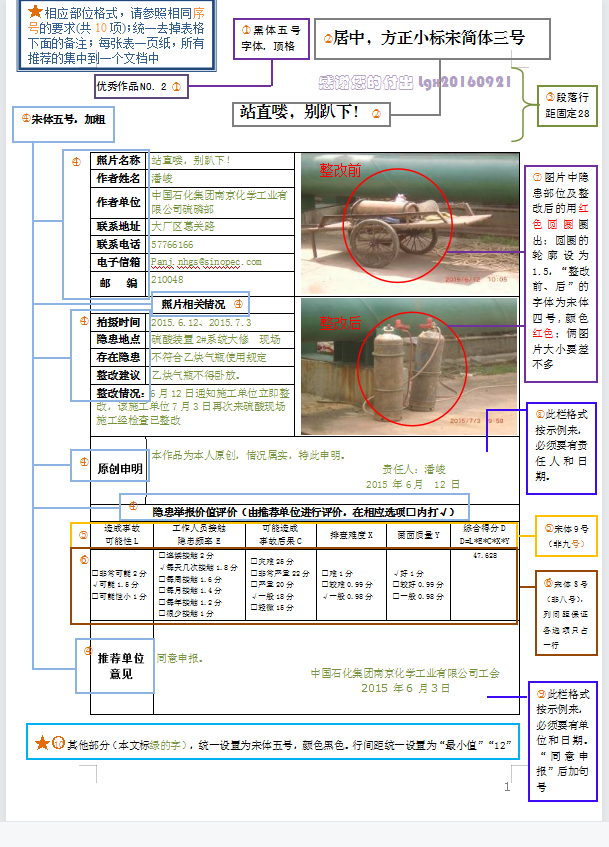 ★相应部位格式，请参照相同序
号的要求(共10项);统一去掉表格
下面的备注；每张表一页纸，所有
推荐的集中到一个文档中
①黑体五号
字体，顶格
②居中，方正小标宋简体三号
感谢您的付出 Lgx20160921
优秀作品NO. 2 ①
站直喽，别趴下！ ②
③段落行
距固定28
④宋体五号，加粗
④
照片名称 站直喽，别趴下！
作者姓名 潘峻
作者单位 中国石化集团南京化学工业有
限公司硫磺部
联系地址 大厂区葛关路
联系电话 57766166
电子信箱 Panj.nhgs@sinopec.com
邮 编 210048
照片相关情况 ④
④
拍摄时间 2015.6.12、2015.7.3
隐患地点 硫酸装置2#系统大修 现场
存在隐患 不符合乙炔气瓶使用规定
整改建议 乙炔气瓶不得卧放。
整改情况：6月12日通知施工单位立即整
改，该施工单位7月3日再次来硫酸现场
施工经检查已整改
整改前
2015/6/12 10:05
整改后
2015/7/3 9:58
⑦图片中隐
患部位及整
改后的用红
色圆圈圈
出；圆圈的
轮廓设为
1.5，“整改
前、后”的
字体为宋体
四号，颜色
红色；俩图
片大小要差
不多
④
原创申明
本作品为本人原创，情况属实，特此申明。
责任人：潘峻
2015 年 6月 12 日
⑧此栏格式
按示例来，
必须要有责
任人和日
期。
④
隐患举报价值评价（由推荐单位进行评价，在相应选项口内打√）
⑤
造成事故
可能性 L
工作人员接触
隐患频率 E
可能造成
事故后果 C
排查难度 X
画面质量 Y
综合得分 D
D=L*E*C*X*Y
⑤宋体9号
（非九号）
⑥
□非常可能2分
√可能1.5分
□可能性小1分
□连续接触2分
√每天几次接触1.8分
□每周接触1.6分
□每月接触1.4分
□每年接触1.2分
□很少接触1分
□灾难25分
□非常严重22分
□严重20分
√一般18分
□轻微15分
□难1分
□较难0.99分
√一般0.98分
√好1分
□较好0.99分
□一般0.98分
47.628
⑥宋体8号
（非八号），
列间距保证
各选项只占
一行
④
推荐单位
意见
同意申报。
中国石化集团南京化学工业有限公司工会
2015 年 6 月 3 日
⑨此栏格式
按示例来，
必须要有单
位和日期。
“同意申
报”后加句
号
★⑩其他部分（本文标绿的字），统一设置为宋体五号，颜色黑色。行间距统一设置为“最小值”“12”
1